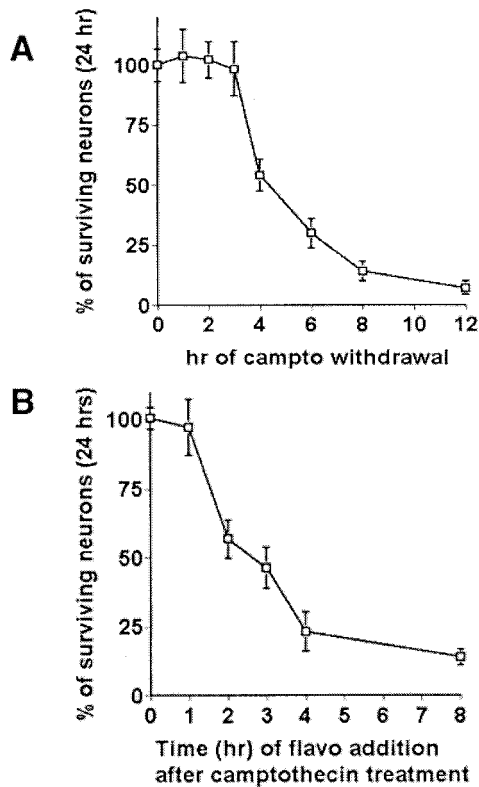 A
% of surviving neurons (24 hr)
100
75
50
25
0
0 2 4 6 8 10 12
hr of campto withdrawal
B
% of surviving neurons (24 hrs)
100
75
50
25
0
0 1 2 3 4 5 6 7 8
Time (hr) of flavo addition
after camptothecin treatment